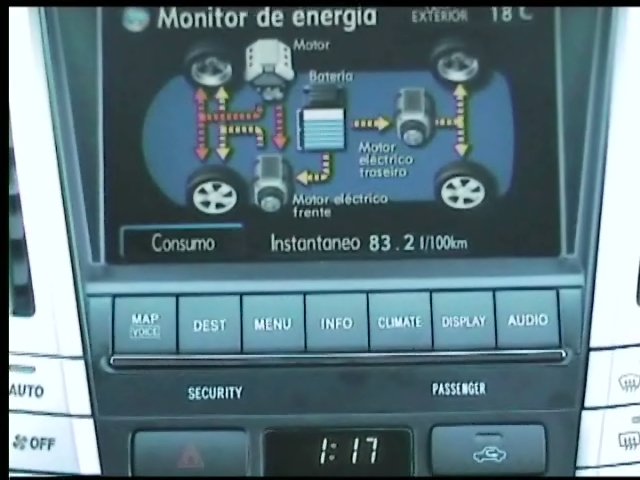 Monitor de energia
EXTERIOR 18 C
Motor
Batería
Motor
eléctrico
traseiro
Motor eléctrico
frente
Consumo
Instantaneo 83.2 l/100km
MAP
VOICE
DEST
MENU
INFO
CLIMATE
DISPLAY
AUDIO
AUTO
SECURITY
PASSENGER
OFF
1:17